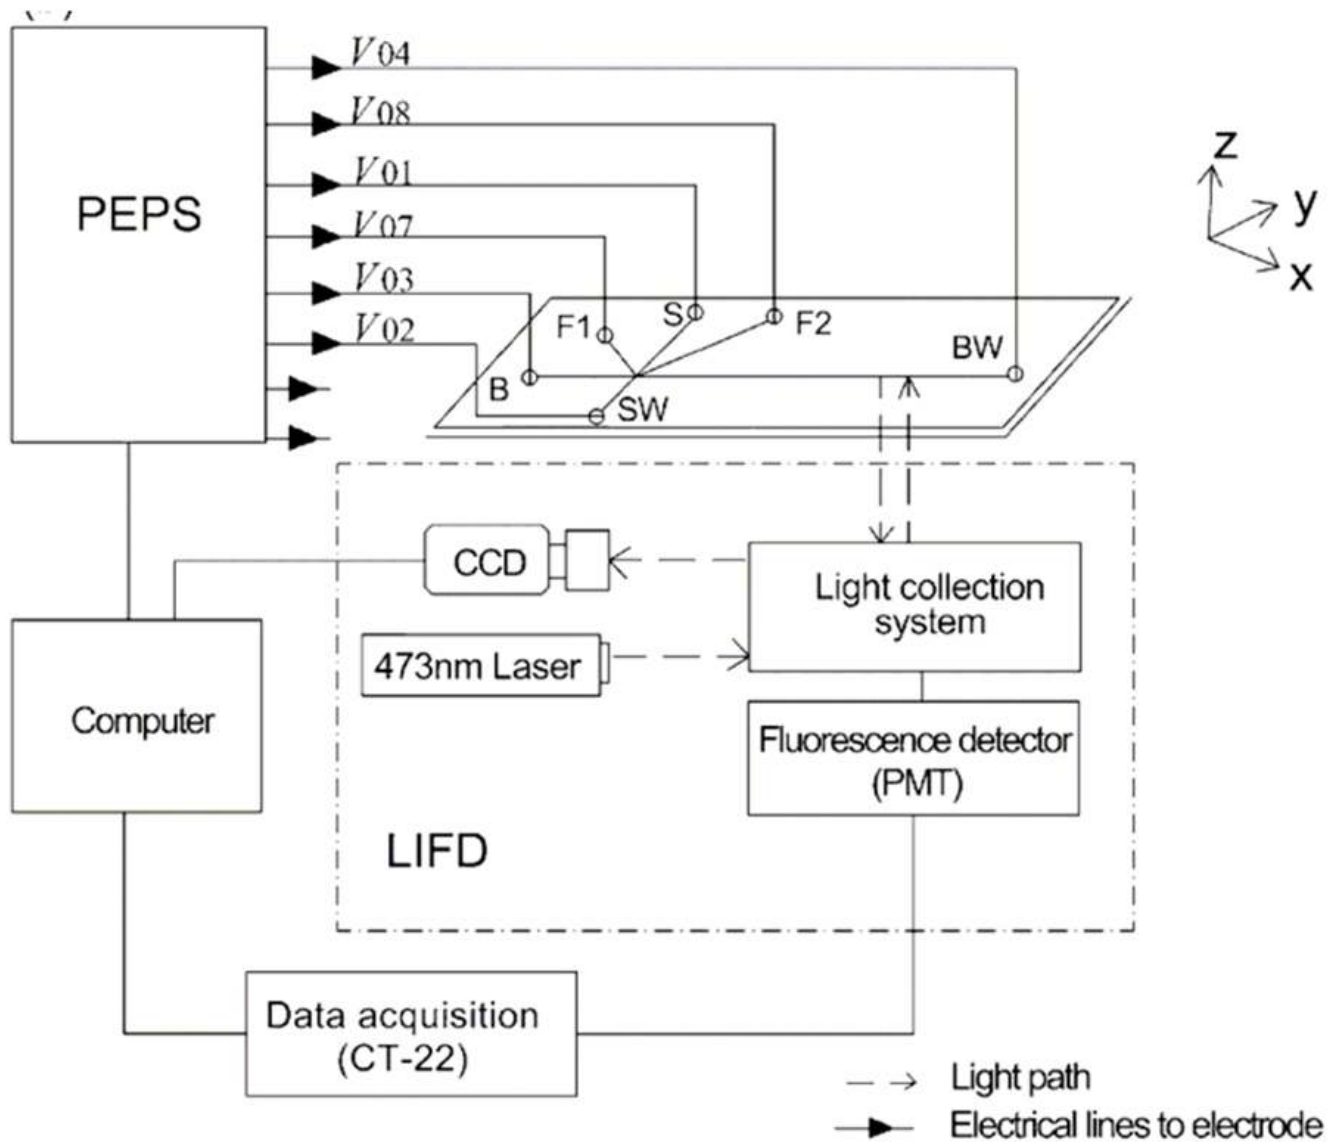 V04
V08
V01
PEPS
V07
V03
V02
z
y
x
S
F1
F2
BW
B
SW
CCD
Light collection
system
473nm Laser
Computer
Fluorescence detector
(PMT)
LIFD
Data acquisition
(CT-22)
Light path
Electrical lines to electrode